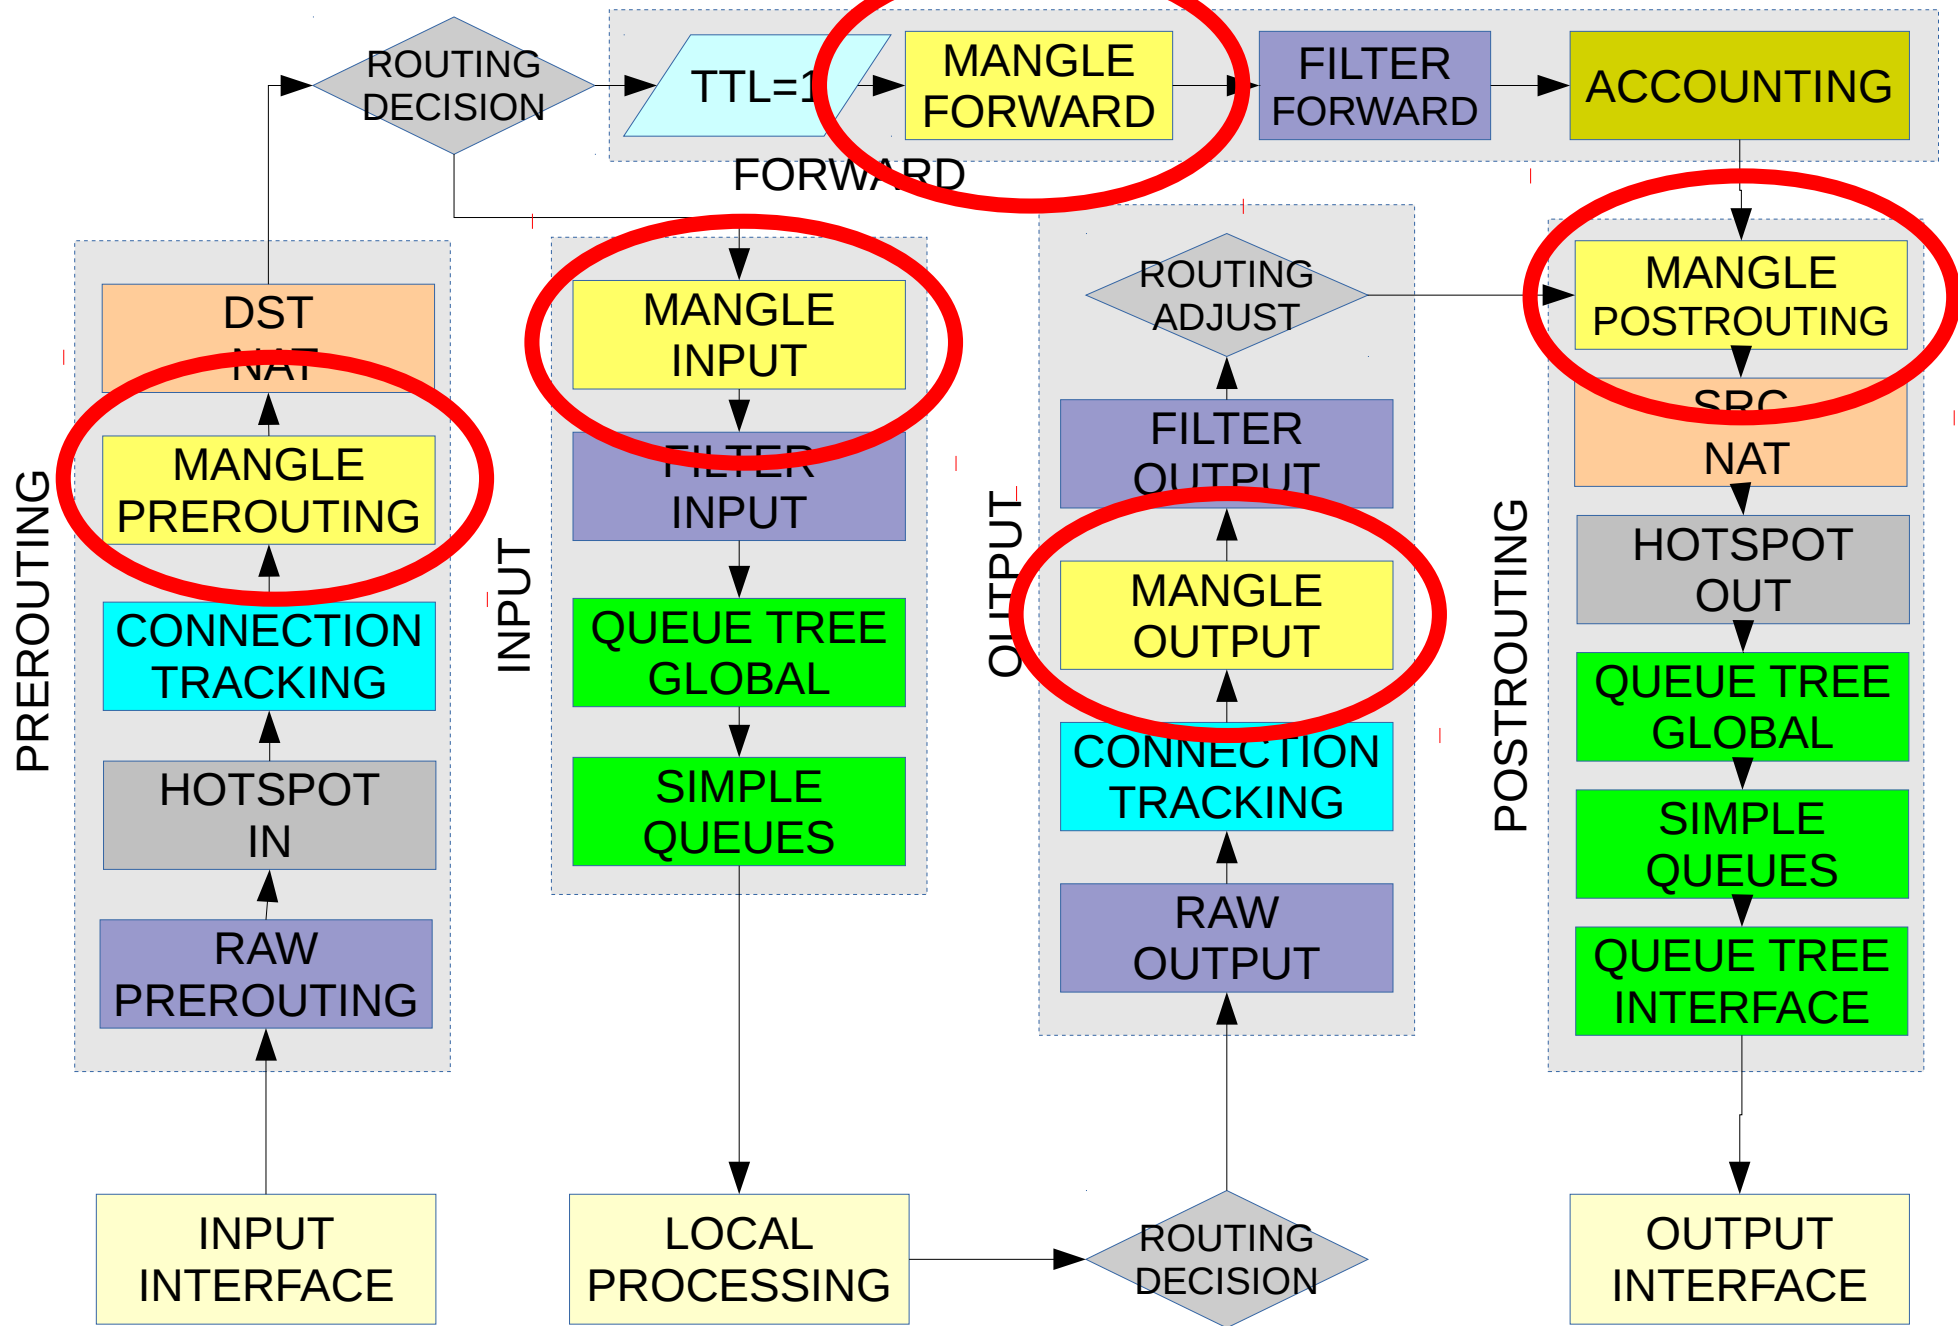 ROUTING
DECISION
TTL=1
MANGLE
FORWARD
FILTER
FORWARD
ACCOUNTING
FORWARD
PREROUTING
DST
NAT
MANGLE
PREROUTING
CONNECTION
TRACKING
HOTSPOT
IN
RAW
PREROUTING
INPUT
INTERFACE
INPUT
MANGLE
INPUT
FILTER
INPUT
QUEUE TREE
GLOBAL
SIMPLE
QUEUES
LOCAL
PROCESSING
OUTPUT
ROUTING
ADJUST
FILTER
OUTPUT
MANGLE
OUTPUT
CONNECTION
TRACKING
RAW
OUTPUT
ROUTING
DECISION
POSTROUTING
MANGLE
POSTROUTING
SRC
NAT
HOTSPOT
OUT
QUEUE TREE
GLOBAL
SIMPLE
QUEUES
QUEUE TREE
INTERFACE
OUTPUT
INTERFACE